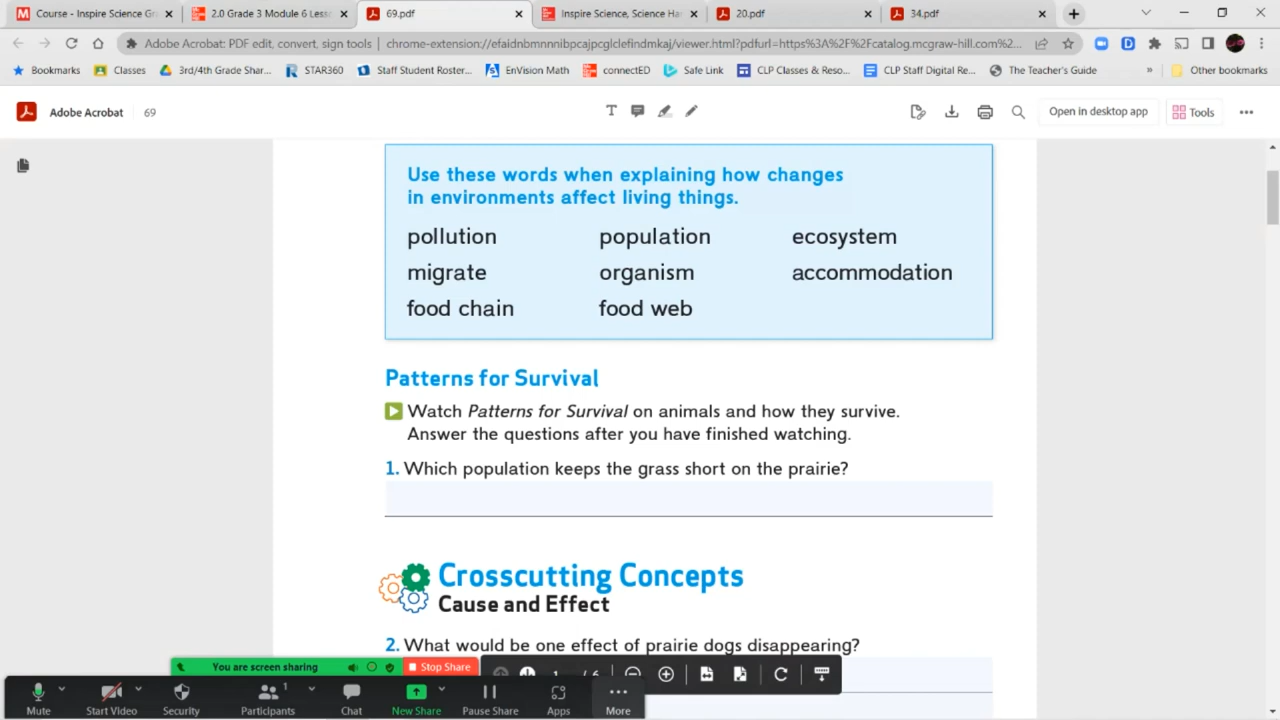 Course - Inspire Science Gr
2.0 Grade 3 Module 6 Less
69.pdf
Inspire Science, Science Han
20.pdf
34.pdf
Adobe Acrobat: PDF edit, convert, sign tools
chrome-extension://efaidnbmnnnibpcajpcglclefindmkaj/viewer.html?pdfurl=https%3A%2F%2Fcatalog.mcgraw-hill.com%2...
Bookmarks
Classes
3rd/4th Grade Shar...
STAR360
Staff Student Roster...
EnVision Math
connectED
Safe Link
CLP Classes & Reso...
CLP Staff Digital Re...
The Teacher's Guide
»
Other bookmarks
Adobe Acrobat
69
Open in desktop app
Tools
Use these words when explaining how changes
in environments affect living things.
pollution population ecosystem
migrate organism accommodation
food chain food web
Patterns for Survival
Watch Patterns for Survival on animals and how they survive.
Answer the questions after you have finished watching.
1. Which population keeps the grass short on the prairie?
Crosscutting Concepts
Cause and Effect
2. What would be one effect of prairie dogs disappearing?
You are screen sharing
Stop Share
1 / 6
Mute
Start Video
Security
Participants
1
Chat
New Share
Pause Share
Apps
More